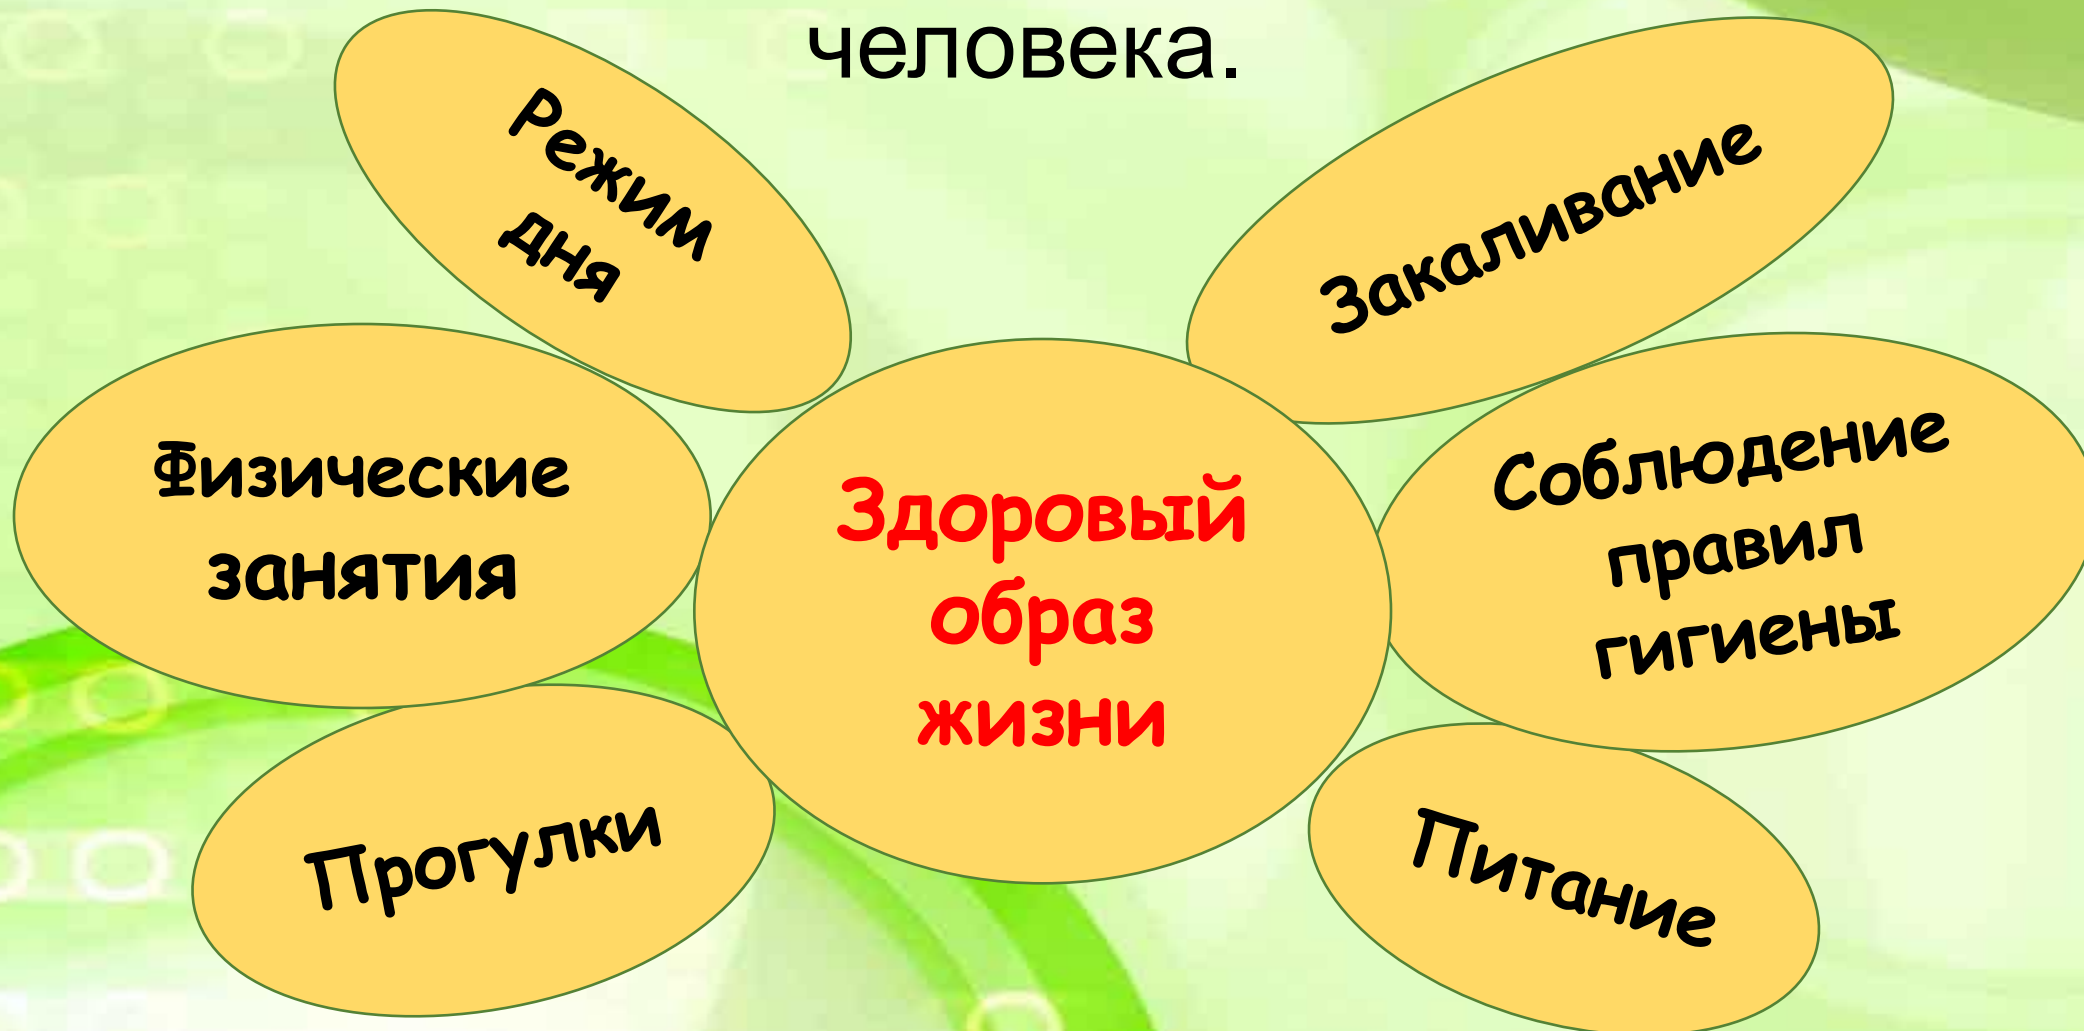 человека.
Режим
дня
Закаливание
Физические
занятия
Здоровый
образ
жизни
Соблюдение
правил
гигиены
Прогулки
Питание